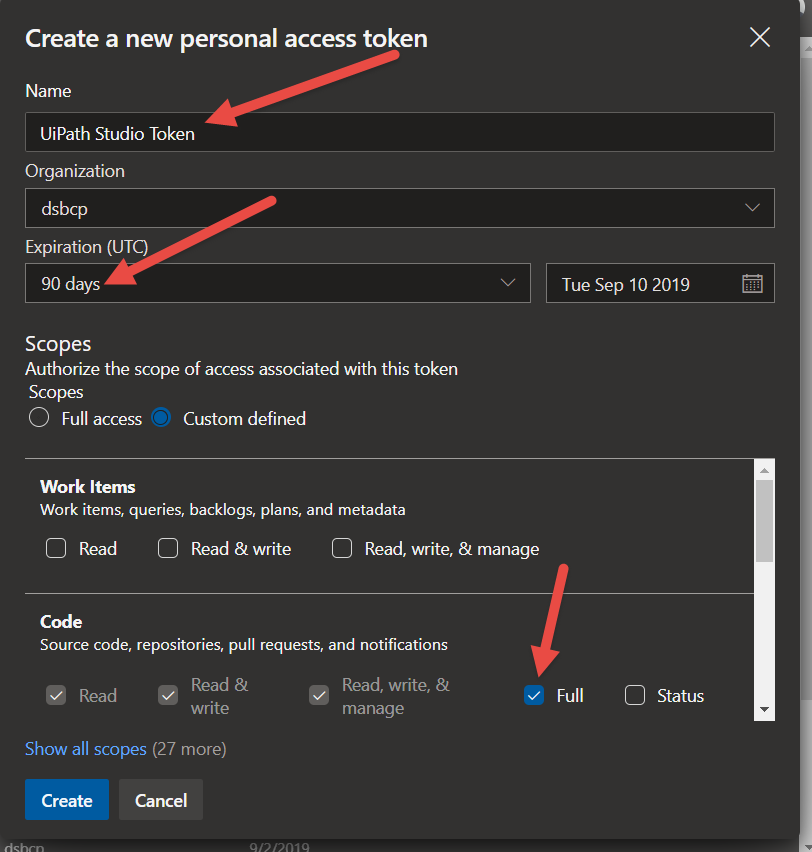 Create a new personal access token
Name
UiPath Studio Token
Organization
dsbcp
Expiration (UTC)
90 days
Tue Sep 10 2019
Scopes
Authorize the scope of access associated with this token
Scopes
Full access
Custom defined
Work Items
Work items, queries, backlogs, plans, and metadata
Read
Read & write
Read, write, & manage
Code
Source code, repositories, pull requests, and notifications
Read
Read &
write
Read, write, &
manage
Full
Status
Show all scopes (27 more)
Create
Cancel
dsbcp
9/2/2019